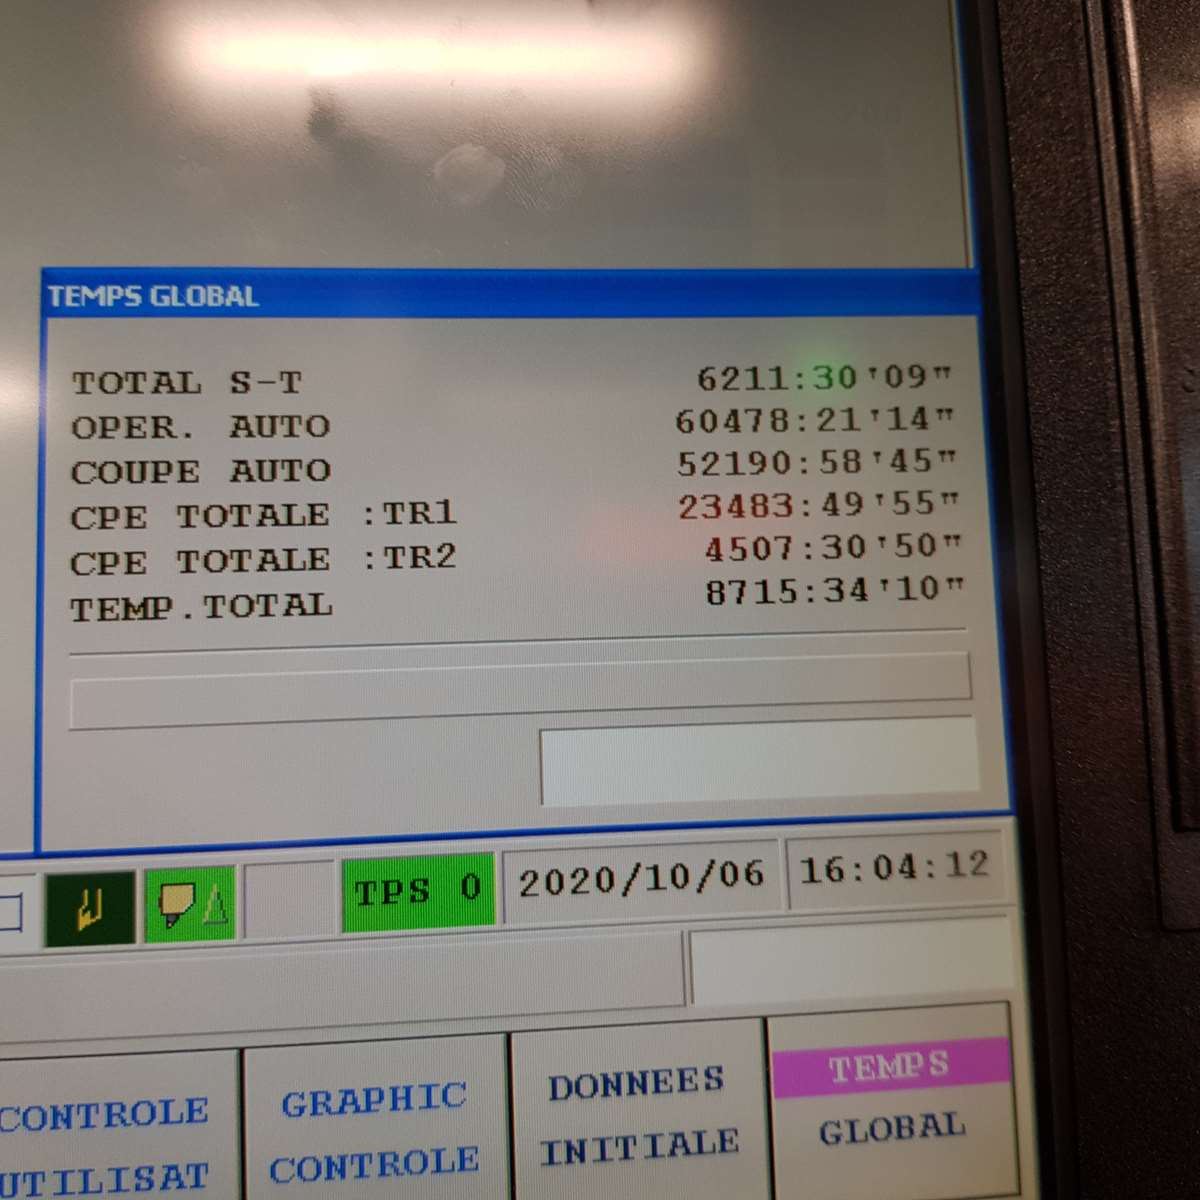 TEMPS GLOBAL
TOTAL S-T 6211:30'09"
OPER. AUTO 60478:21'14"
COUPE AUTO 52190:58'45"
CPE TOTALE :TR1 23483:49'55"
CPE TOTALE :TR2 4507:30'50"
TEMP.TOTAL 8715:34'10"
TPS 0 2020/10/06 16:04:12
CONTROLE UTILISAT
GRAPHIC CONTROLE
DONNEES INITIALE
TEMPS GLOBAL